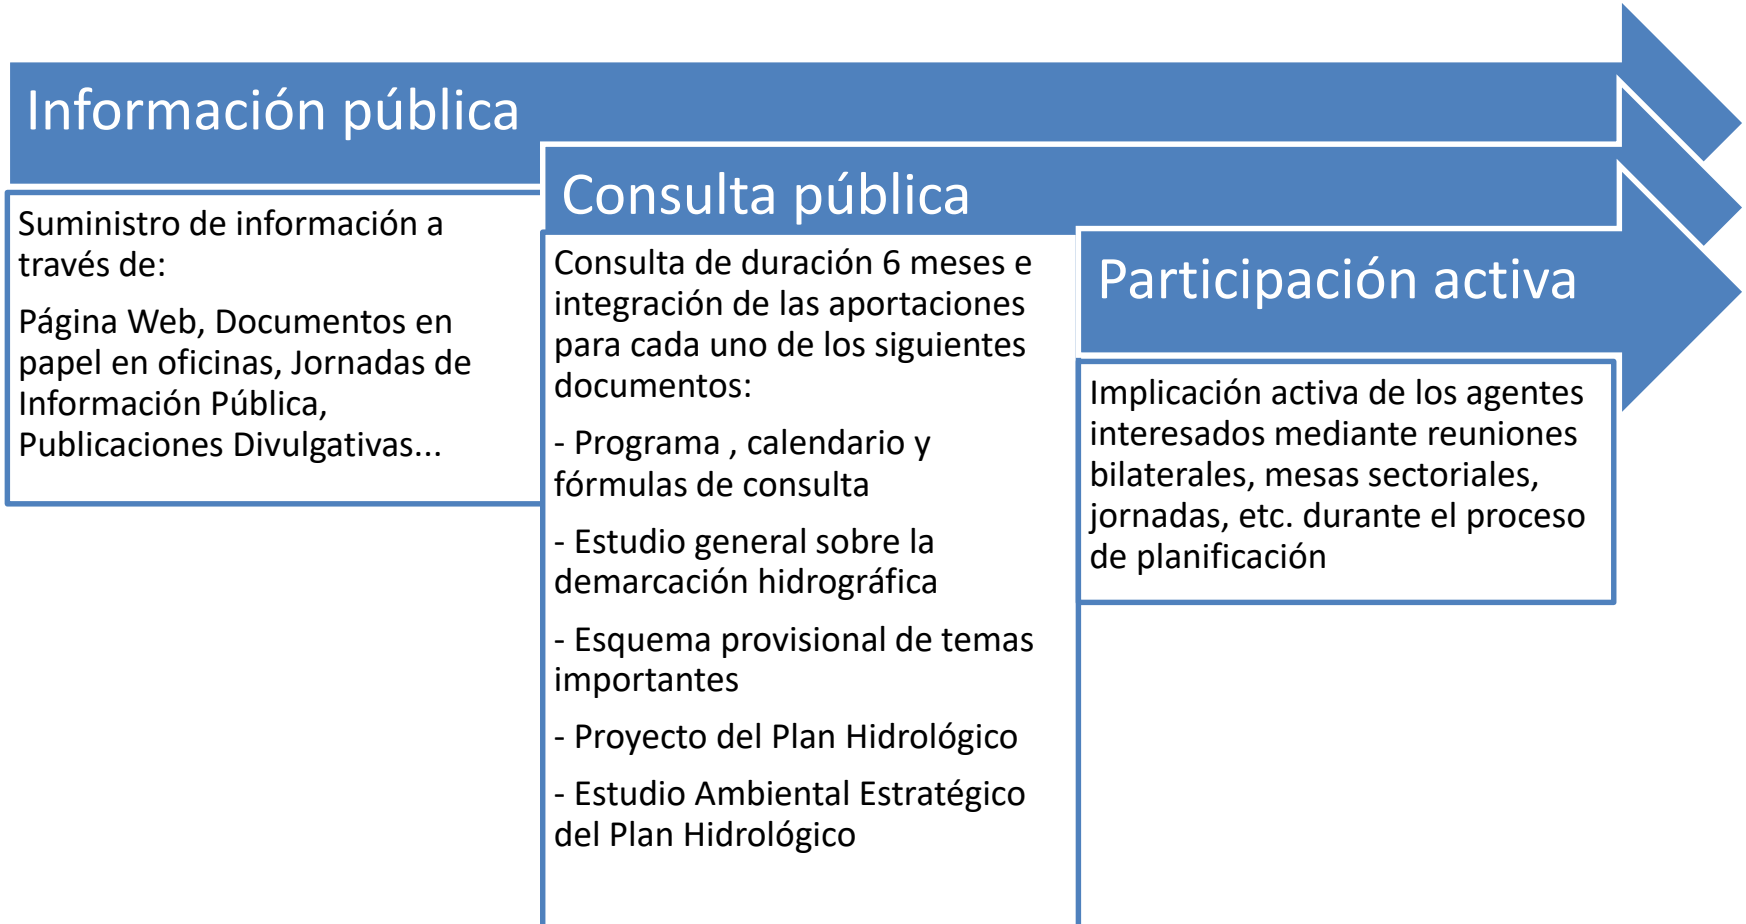 Información pública
Suministro de información a
través de:
Página Web, Documentos en
papel en oficinas, Jornadas de
Información Pública,
Publicaciones Divulgativas...
Consulta pública
Consulta de duración 6 meses e
integración de las aportaciones
para cada uno de los siguientes
documentos:
- Programa , calendario y
fórmulas de consulta
- Estudio general sobre la
demarcación hidrográfica
- Esquema provisional de temas
importantes
- Proyecto del Plan Hidrológico
- Estudio Ambiental Estratégico
del Plan Hidrológico
Participación activa
Implicación activa de los agentes
interesados mediante reuniones
bilaterales, mesas sectoriales,
jornadas, etc. durante el proceso
de planificación